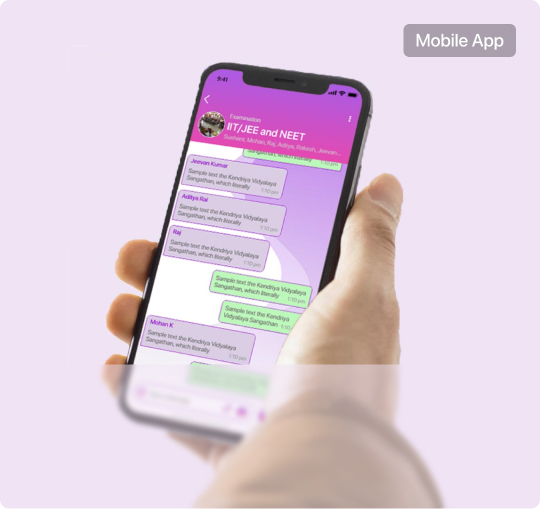 Mobile App
9:41
Examination
IIT/JEE and NEET
Sushant, Mohan, Raj, Aditya, Rakesh, Jeevan...
Sangathan, which literally
1:10 pm
Jeevan Kumar
Sample text the Kendriya Vidyalaya
Sangathan, which literally
1:10 pm
Aditya Rai
Sample text the Kendriya Vidyalaya
Sangathan, which literally
1:10 pm
Raj
Sample text the Kendriya Vidyalaya
Sangathan, which literally
1:10 pm
Sample text the Kendriya Vidyalaya
Sangathan, which literally
1:10 pm
Sample text the Kendriya
Vidyalaya Sangathan
1:10
Mohan K
Sample text the Kendriya Vidyalaya
Sangathan, which literally
1:10 pm